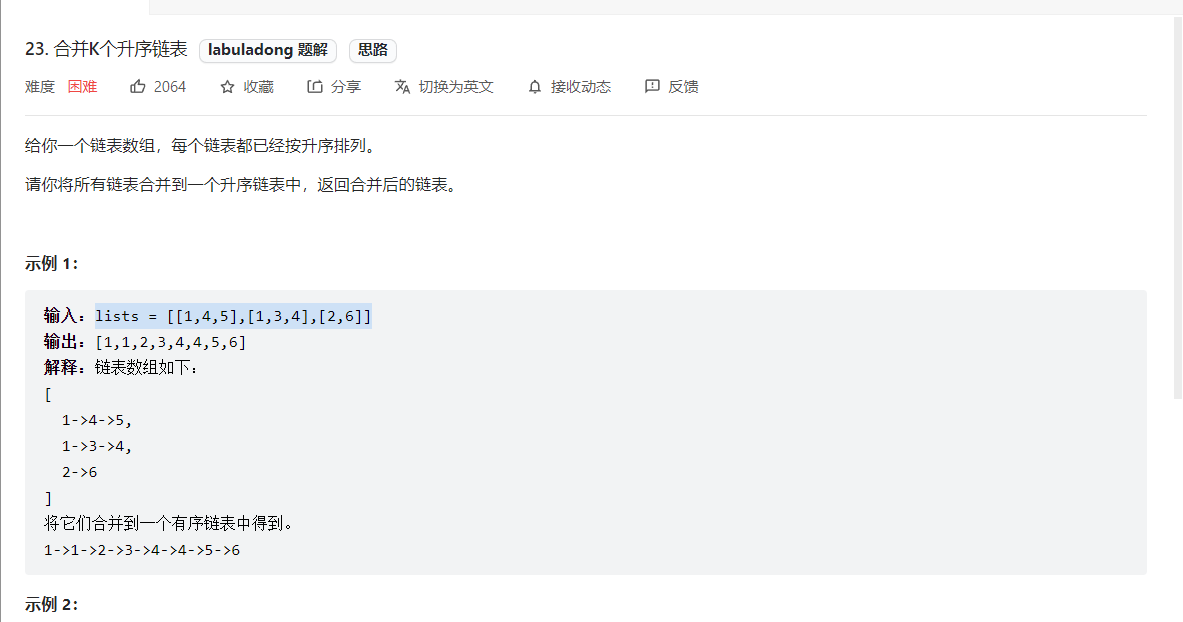 23. 合并K个升序链表 labuladong 题解 思路
难度 困难 2064 收藏 分享 切换为英文 接收动态 反馈
给你一个链表数组，每个链表都已经按升序排列。
请你将所有链表合并到一个升序链表中，返回合并后的链表。
示例 1：
输入：lists = [[1,4,5],[1,3,4],[2,6]]
输出：[1,1,2,3,4,4,5,6]
解释：链表数组如下：
[
  1->4->5,
  1->3->4,
  2->6
]
将它们合并到一个有序链表中得到。
1->1->2->3->4->4->5->6
示例 2：